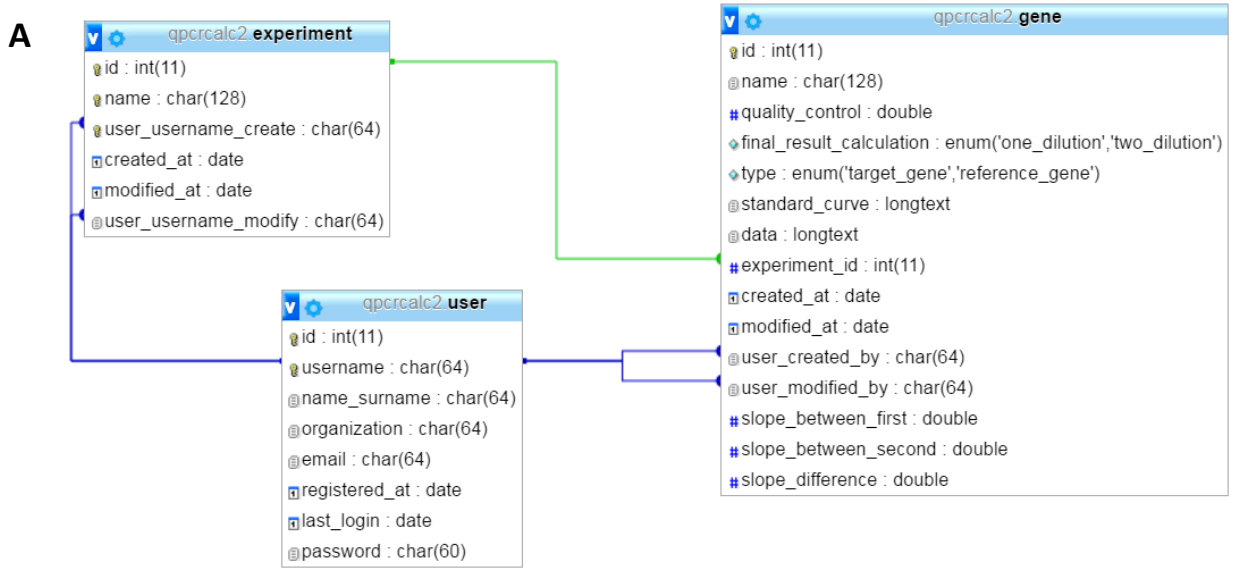 A
qpcrcalc2.experiment
id : int(11)
name : char(128)
user_username_create : char(64)
created_at : date
modified_at : date
user_username_modify : char(64)
qpcrcalc2.user
id : int(11)
username : char(64)
name_surname : char(64)
organization : char(64)
email : char(64)
registered_at : date
last_login : date
password : char(60)
qpcrcalc2.gene
id : int(11)
name : char(128)
quality_control : double
final_result_calculation : enum('one_dilution','two_dilution')
type : enum('target_gene','reference_gene')
standard_curve : longtext
data : longtext
experiment_id : int(11)
created_at : date
modified_at : date
user_created_by : char(64)
user_modified_by : char(64)
slope_between_first : double
slope_between_second : double
slope_difference : double